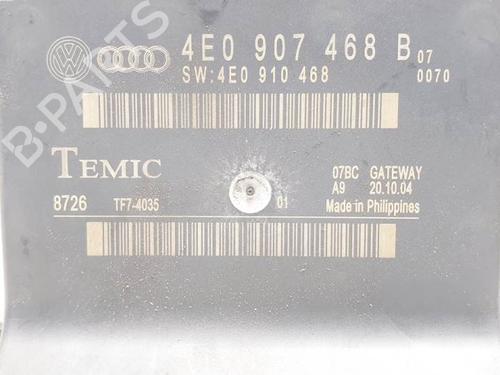 4E0 907 468 B 07
SW:4E0 910 468 0070
TEMIC
07BC GATEWAY
A9 20.10.04
8726 TF7-4035 01 Made in Philippines
B-PARTS